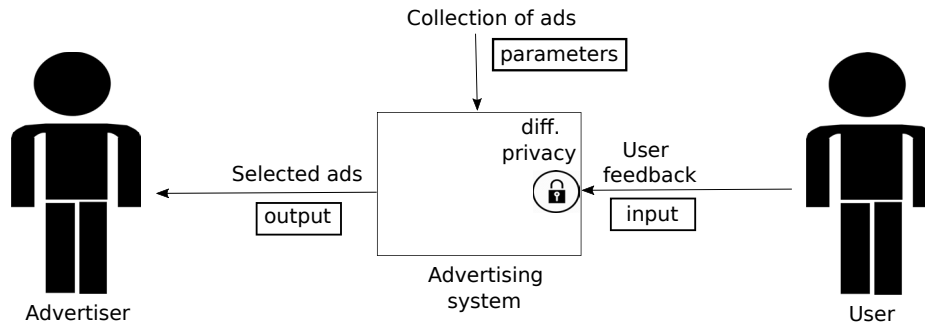 Collection of ads
parameters
diff.
privacy
User
feedback
input
Selected ads
output
Advertising
system
Advertiser
User